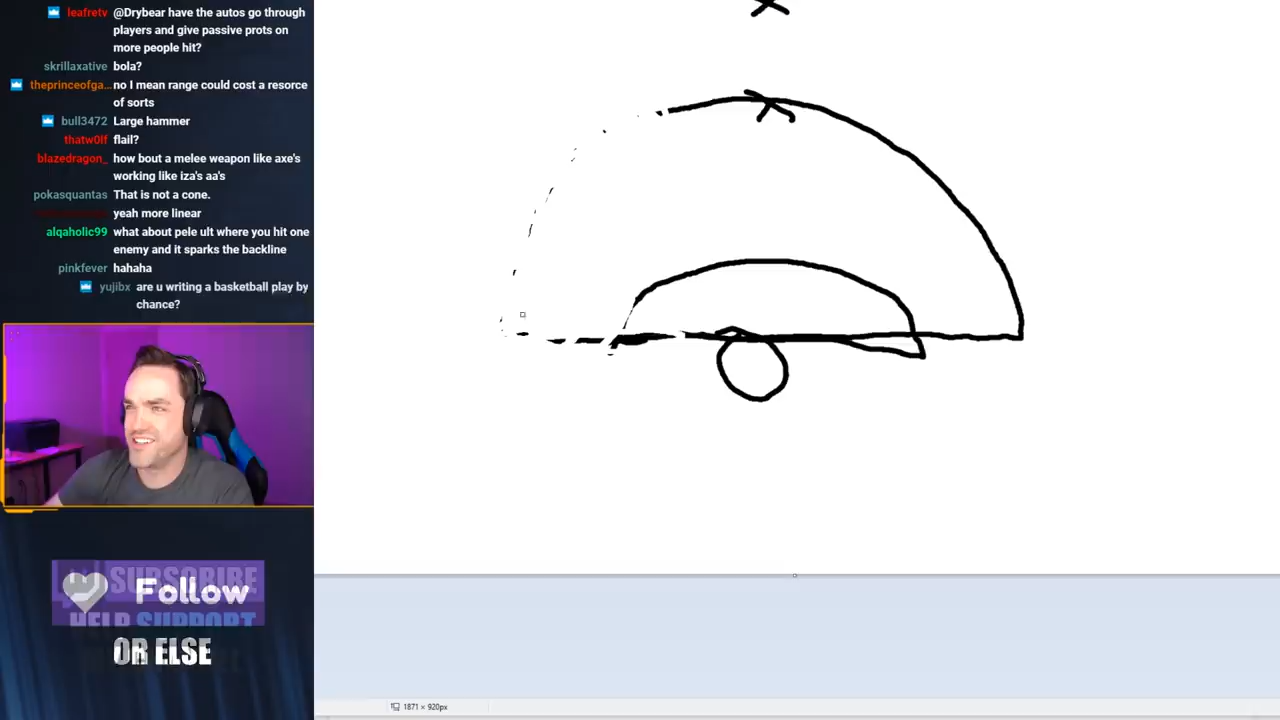 leafretv @Drybear have the autos go through
players and give passive prots on
more people hit?
skrillaxative bola?
theprinceofga... no I mean range could cost a resorce
of sorts
bull3472 Large hammer
thatw0lf flail?
blazedragon_ how bout a melee weapon like axe's
working like iza's aa's
pokasquantas That is not a cone.
yeah more linear
alqaholic99 what about pele ult where you hit one
enemy and it sparks the backline
pinkfever hahaha
yujibx are u writing a basketball play by
chance?
SUBSCRIBE
Follow
HELP SUPPORT
OR ELSE
1871 × 920px